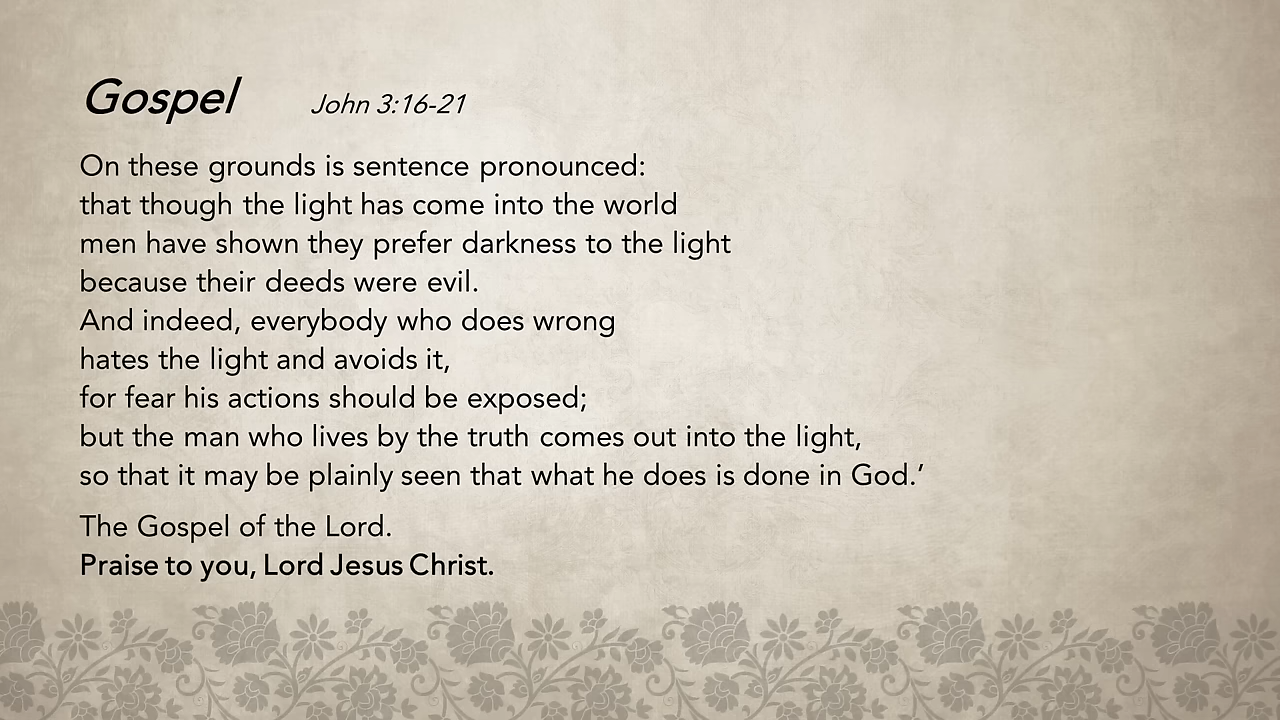 Gospel John 3:16-21
On these grounds is sentence pronounced:
that though the light has come into the world
men have shown they prefer darkness to the light
because their deeds were evil.
And indeed, everybody who does wrong
hates the light and avoids it,
for fear his actions should be exposed;
but the man who lives by the truth comes out into the light,
so that it may be plainly seen that what he does is done in God.’
The Gospel of the Lord.
Praise to you, Lord Jesus Christ.